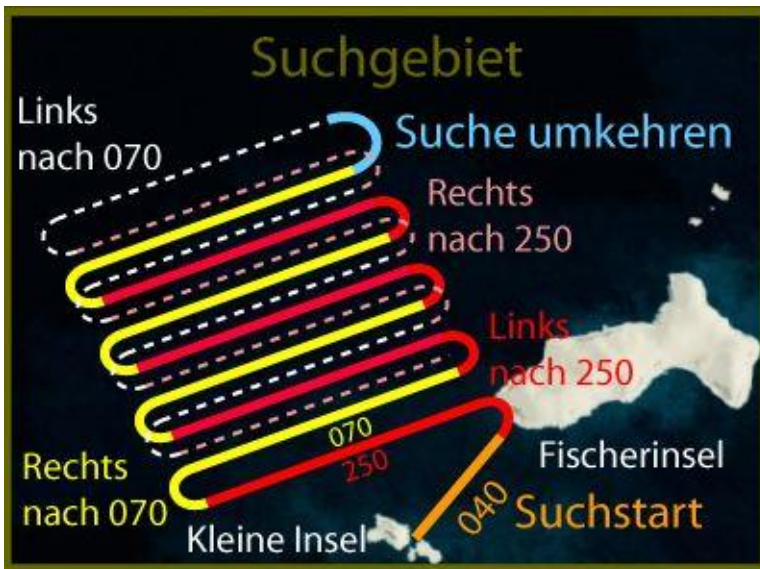 Suchgebiet
Links
nach 070
Suche umkehren
Rechts
nach 250
Links
nach 250
070
250
Rechts
nach 070
040
Suchstart
Fischerinsel
Kleine Insel